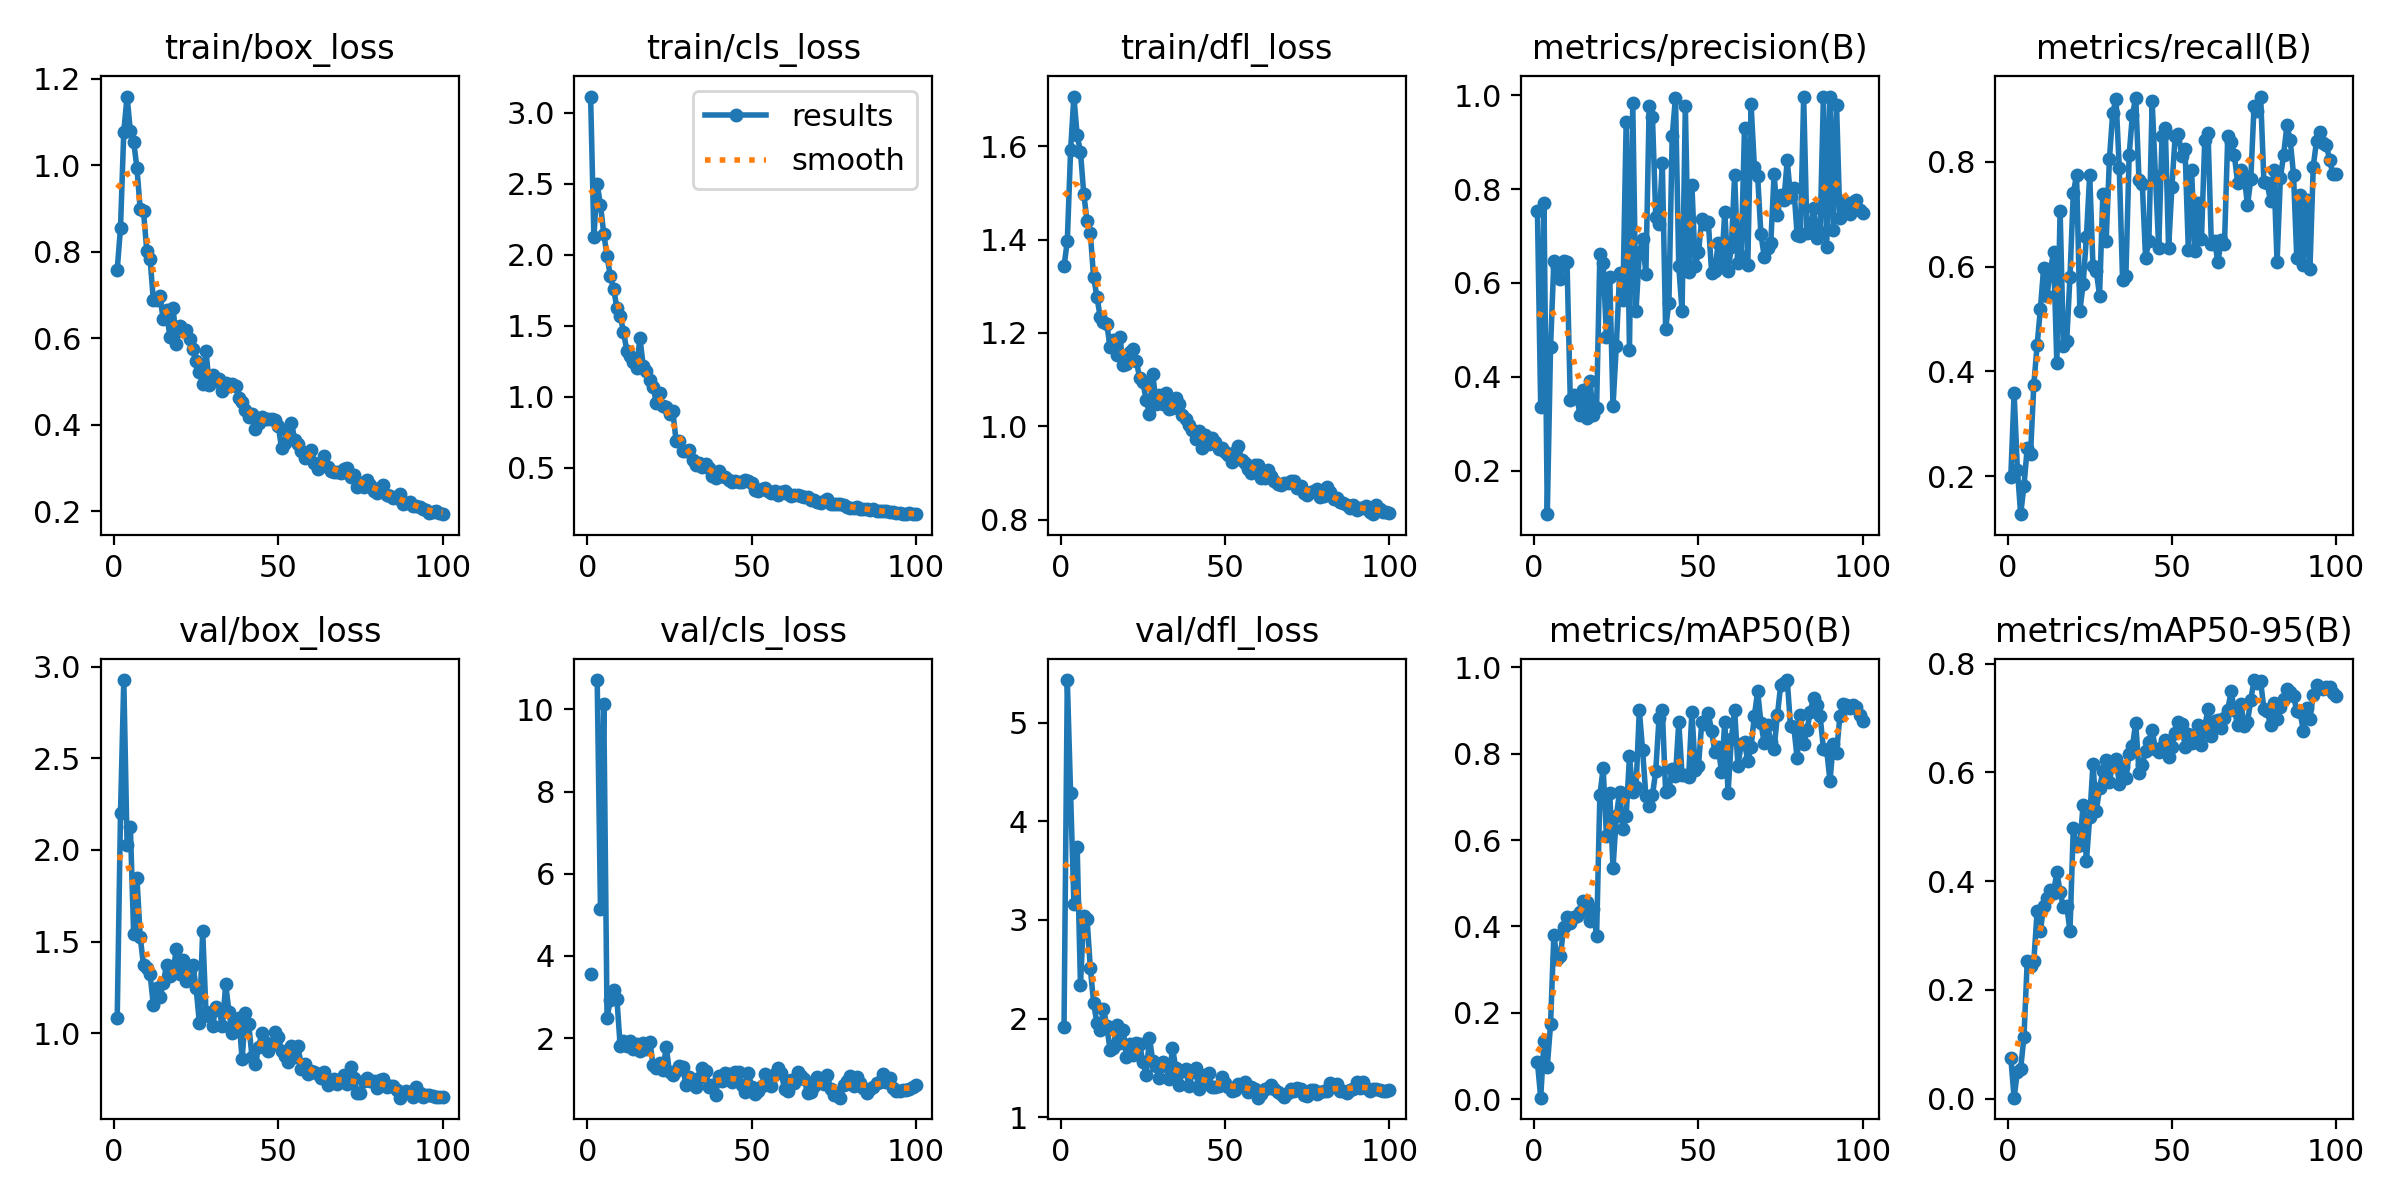 train/box_loss
1.2
1.0
0.8
0.6
0.4
0.2
0 50 100
train/cls_loss
results
smooth
3.0
2.5
2.0
1.5
1.0
0.5
0 50 100
train/dfl_loss
1.6
1.4
1.2
1.0
0.8
0 50 100
metrics/precision(B)
1.0
0.8
0.6
0.4
0.2
0 50 100
metrics/recall(B)
0.8
0.6
0.4
0.2
0 50 100
val/box_loss
3.0
2.5
2.0
1.5
1.0
0 50 100
val/cls_loss
10
8
6
4
2
0 50 100
val/dfl_loss
5
4
3
2
1
0 50 100
metrics/mAP50(B)
1.0
0.8
0.6
0.4
0.2
0.0
0 50 100
metrics/mAP50-95(B)
0.8
0.6
0.4
0.2
0.0
0 50 100